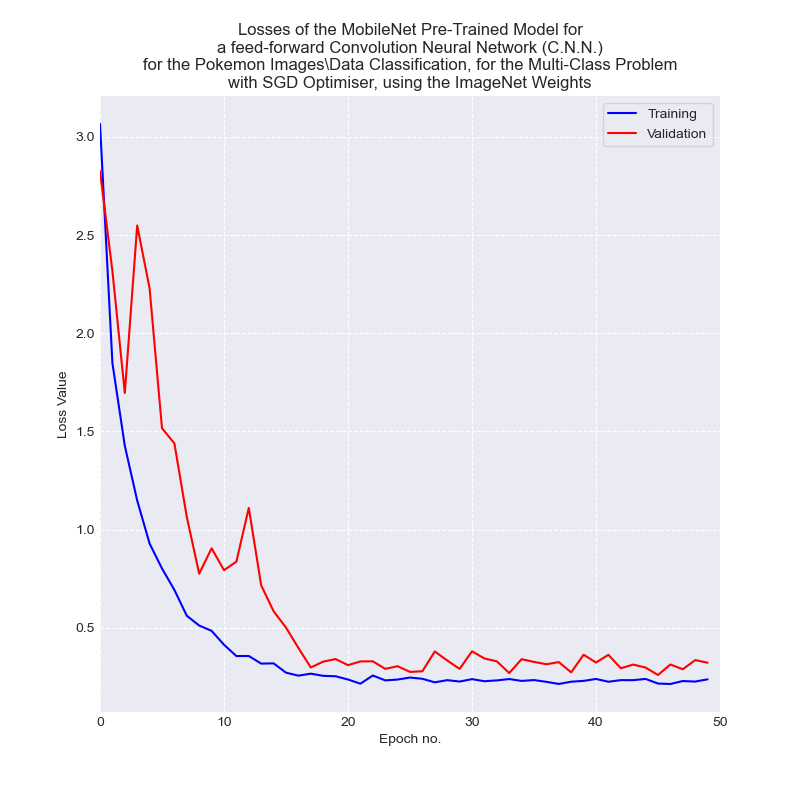 Losses of the MobileNet Pre-Trained Model for
a feed-forward Convolution Neural Network (C.N.N.)
for the Pokemon Images\Data Classification, for the Multi-Class Problem
with SGD Optimiser, using the ImageNet Weights
Training
Validation
3.0
2.5
2.0
1.5
1.0
0.5
Loss Value
0 10 20 30 40 50
Epoch no.